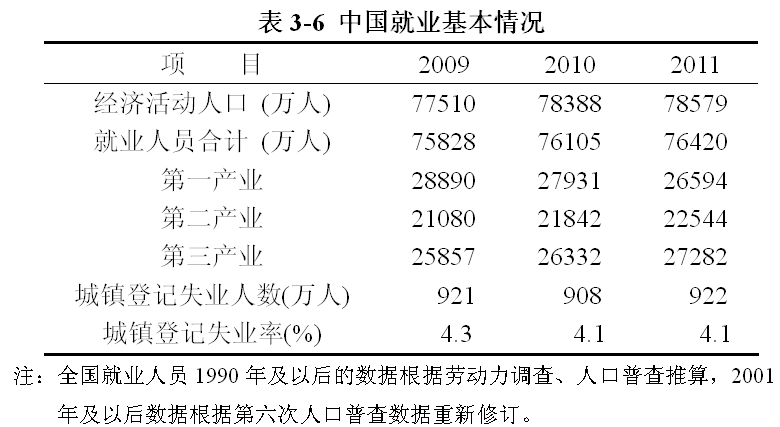 表 3-6 中国就业基本情况
项 目 2009 2010 2011
经济活动人口 (万人) 77510 78388 78579
就业人员合计 (万人) 75828 76105 76420
第一产业 28890 27931 26594
第二产业 21080 21842 22544
第三产业 25857 26332 27282
城镇登记失业人数(万人) 921 908 922
城镇登记失业率(%) 4.3 4.1 4.1
注：全国就业人员 1990 年及以后的数据根据劳动力调查、人口普查推算，2001
年及以后数据根据第六次人口普查数据重新修订。